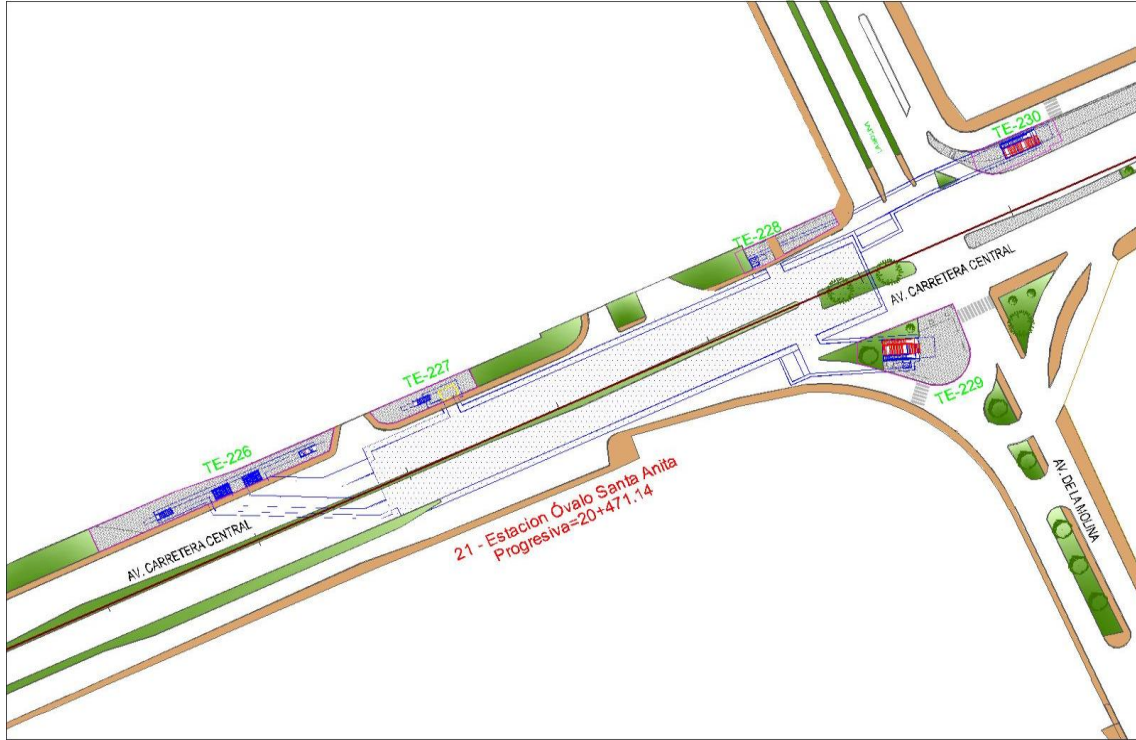 TE-230
TE-228
AV. CARRETERA CENTRAL
TE-227
TE-229
TE-226
21 - Estacion Óvalo Santa Anita
Progresiva=20+471.14
AV. DE LA MOLINA
AV. CARRETERA CENTRAL